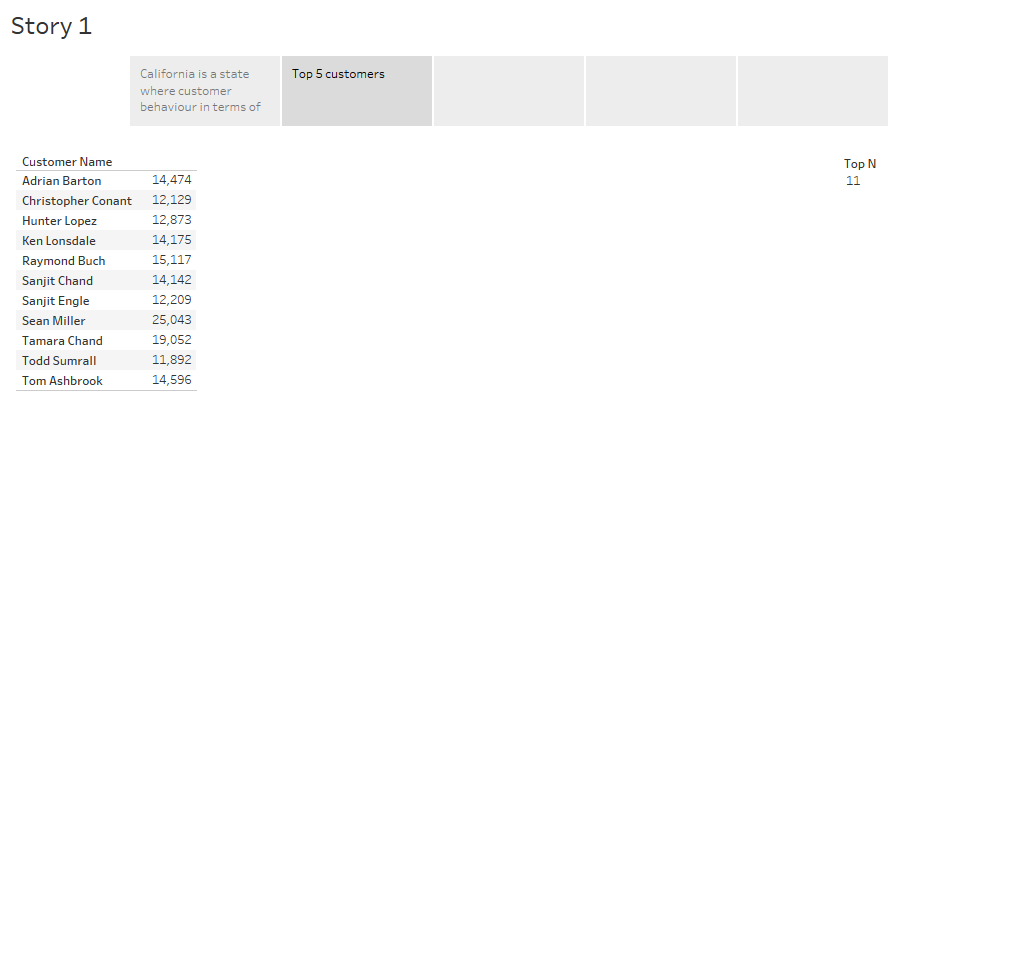 Story 1
California is a state
where customer
behaviour in terms of
Top 5 customers
Customer Name
Adrian Barton 14,474
Christopher Conant 12,129
Hunter Lopez 12,873
Ken Lonsdale 14,175
Raymond Buch 15,117
Sanjit Chand 14,142
Sanjit Engle 12,209
Sean Miller 25,043
Tamara Chand 19,052
Todd Sumrall 11,892
Tom Ashbrook 14,596
Top N
11